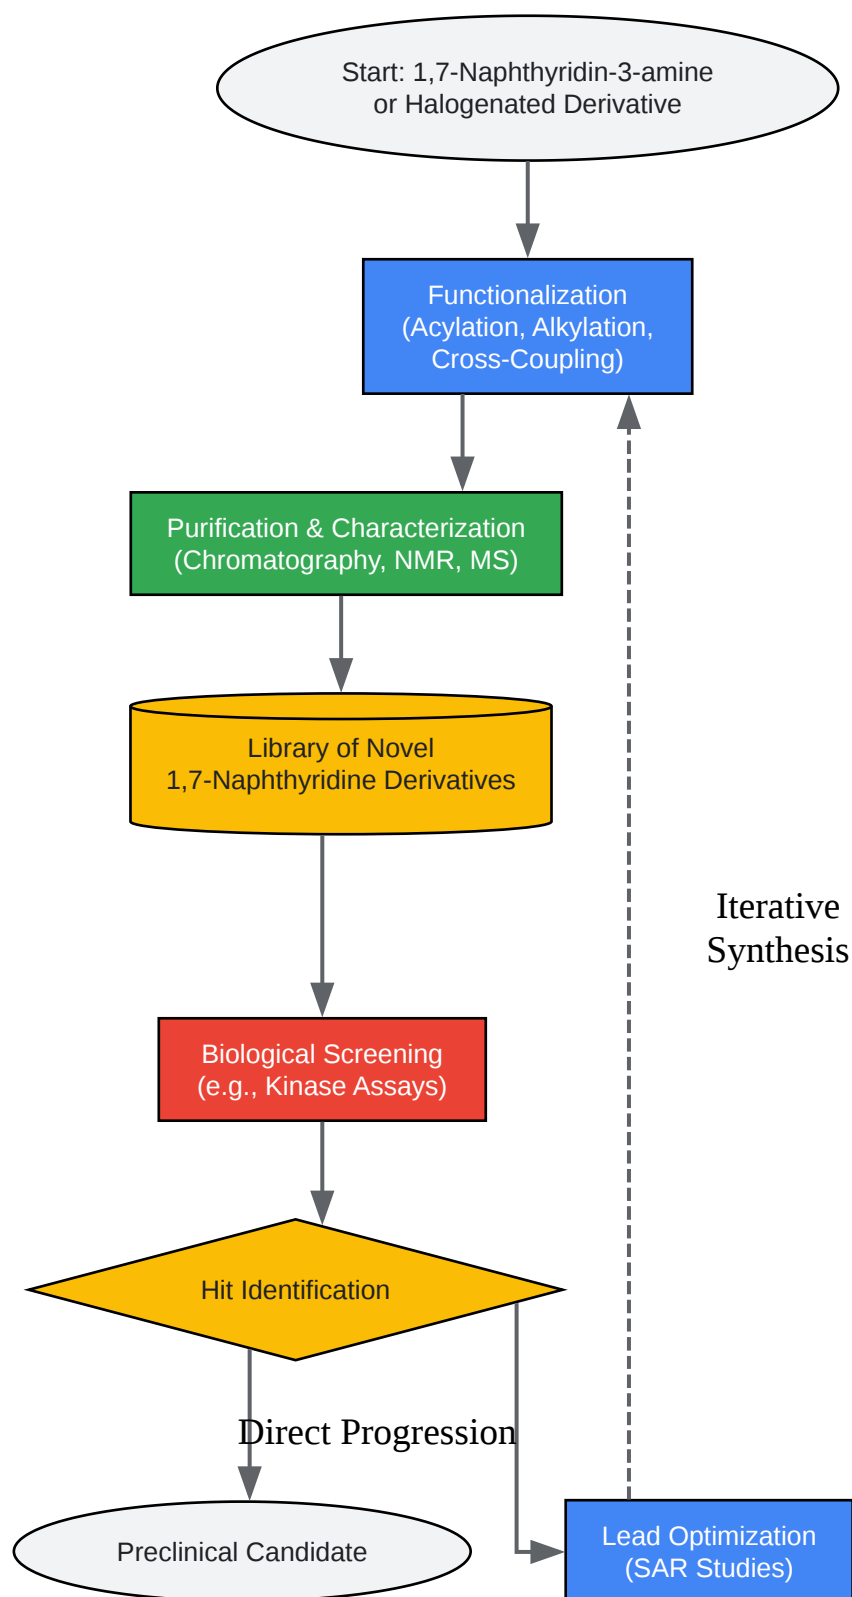 Start: 1,7-Naphthyridin-3-amine
or Halogenated Derivative
Functionalization
(Acylation, Alkylation,
Cross-Coupling)
Purification & Characterization
(Chromatography, NMR, MS)
Library of Novel
1,7-Naphthyridine Derivatives
Iterative
Synthesis
Biological Screening
(e.g., Kinase Assays)
Hit Identification
Direct Progression
Preclinical Candidate
Lead Optimization
(SAR Studies)